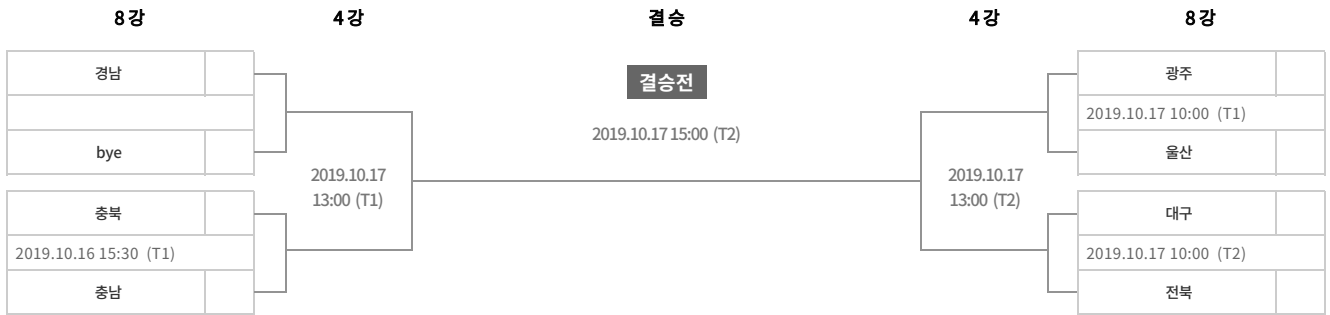 8강
4강
결승
4강
8강
경남
bye
충북
2019.10.16 15:30 (T1)
충남
2019.10.17
13:00 (T1)
결승전
2019.10.17 15:00 (T2)
2019.10.17
13:00 (T2)
광주
2019.10.17 10:00 (T1)
울산
대구
2019.10.17 10:00 (T2)
전북